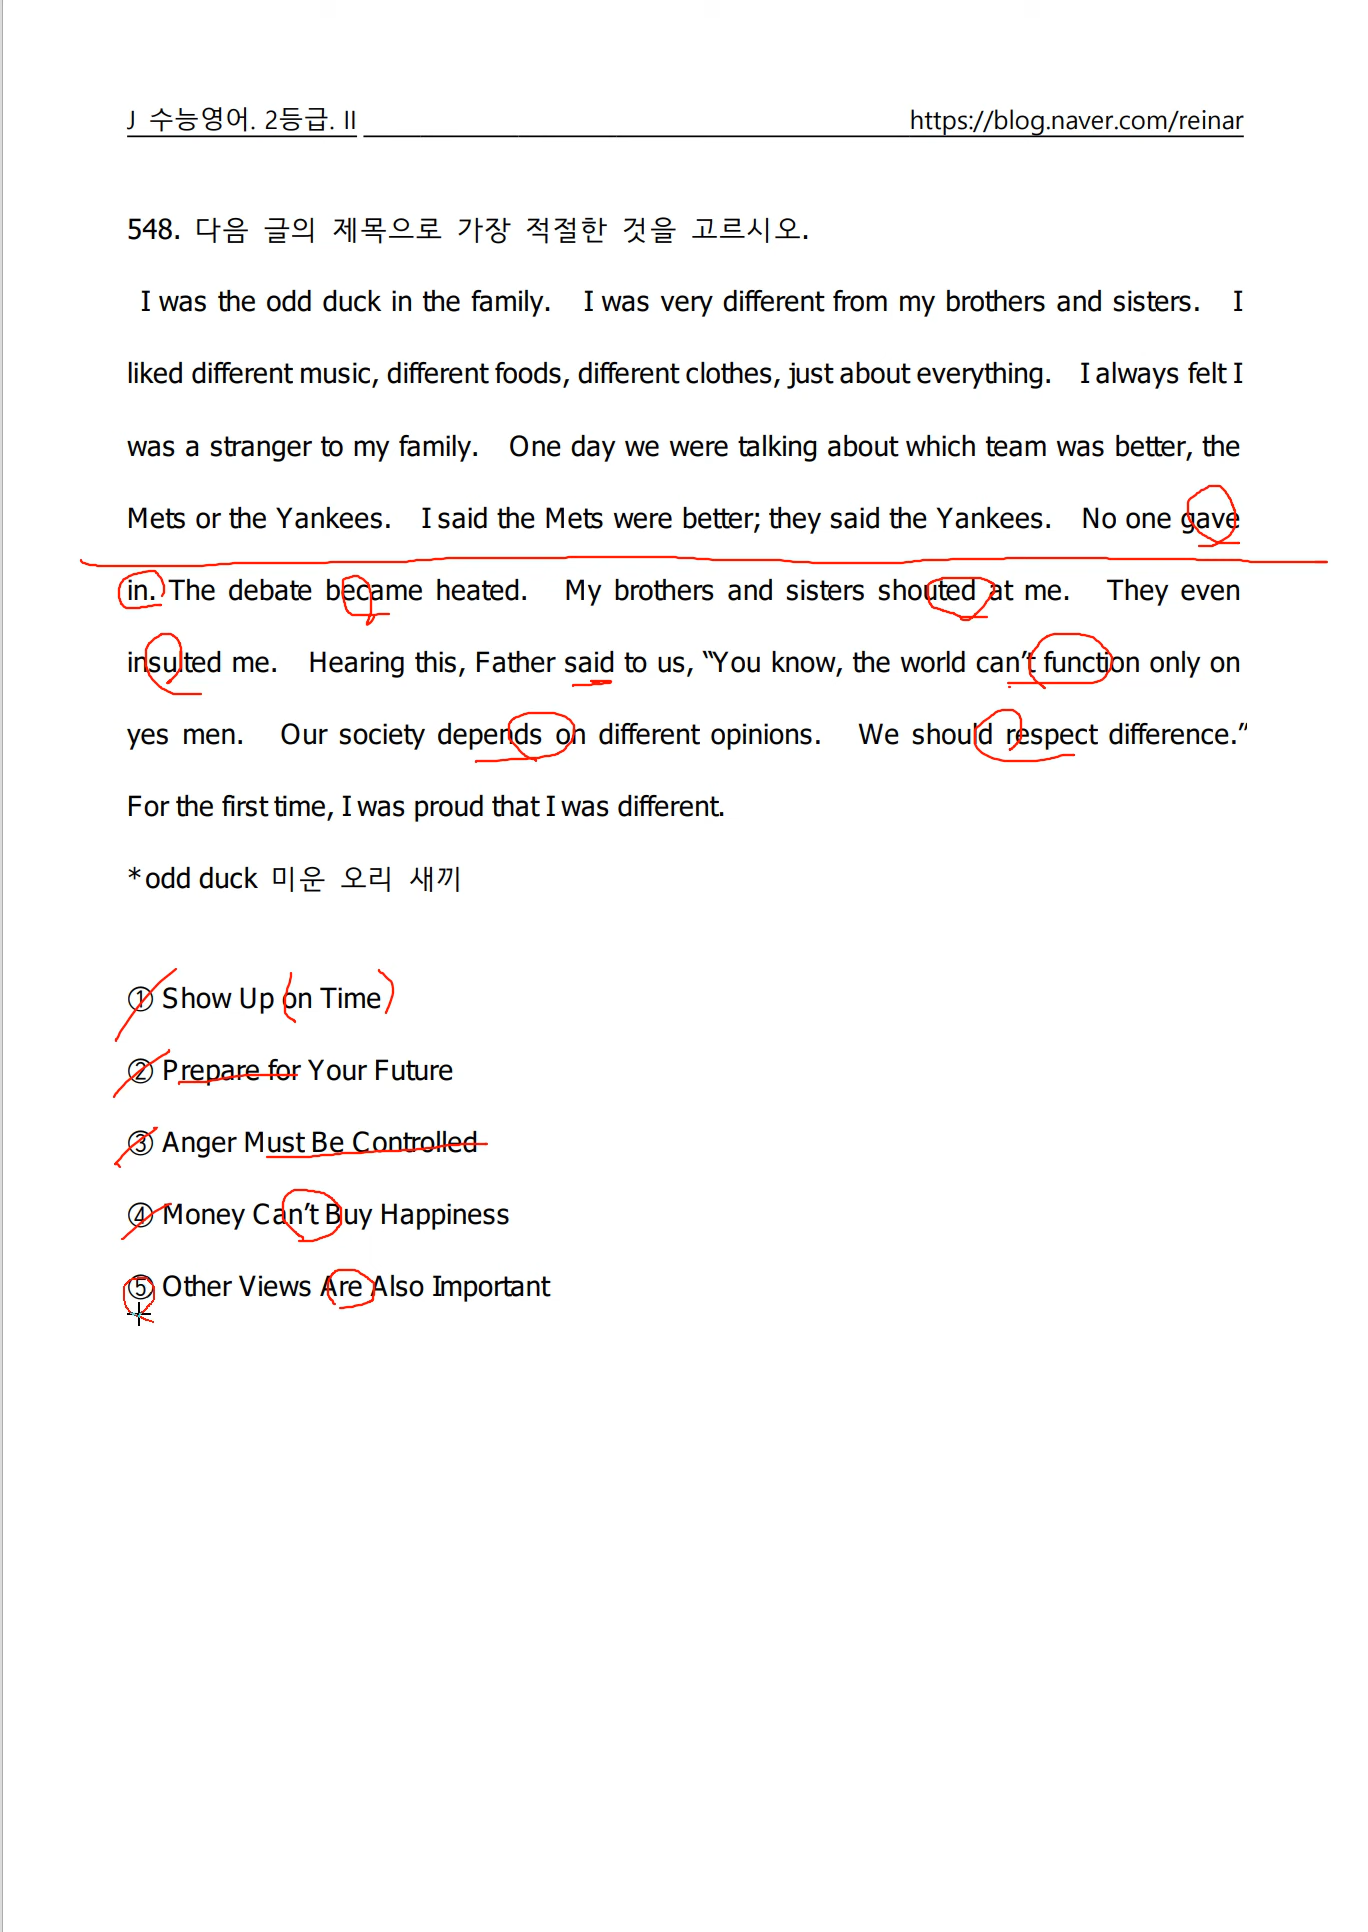 J 수능영어. 2등급. II https://blog.naver.com/reinar
548. 다음 글의 제목으로 가장 적절한 것을 고르시오.
I was the odd duck in the family. I was very different from my brothers and sisters. I
liked different music, different foods, different clothes, just about everything. I always felt I
was a stranger to my family. One day we were talking about which team was better, the
Mets or the Yankees. I said the Mets were better; they said the Yankees. No one gave
in. The debate became heated. My brothers and sisters shouted at me. They even
insulted me. Hearing this, Father said to us, “You know, the world can’t function only on
yes men. Our society depends on different opinions. We should respect difference.”
For the first time, I was proud that I was different.
*odd duck 미운 오리 새끼
① Show Up on Time
② Prepare for Your Future
③ Anger Must Be Controlled
④ Money Can’t Buy Happiness
⑤ Other Views Are Also Important